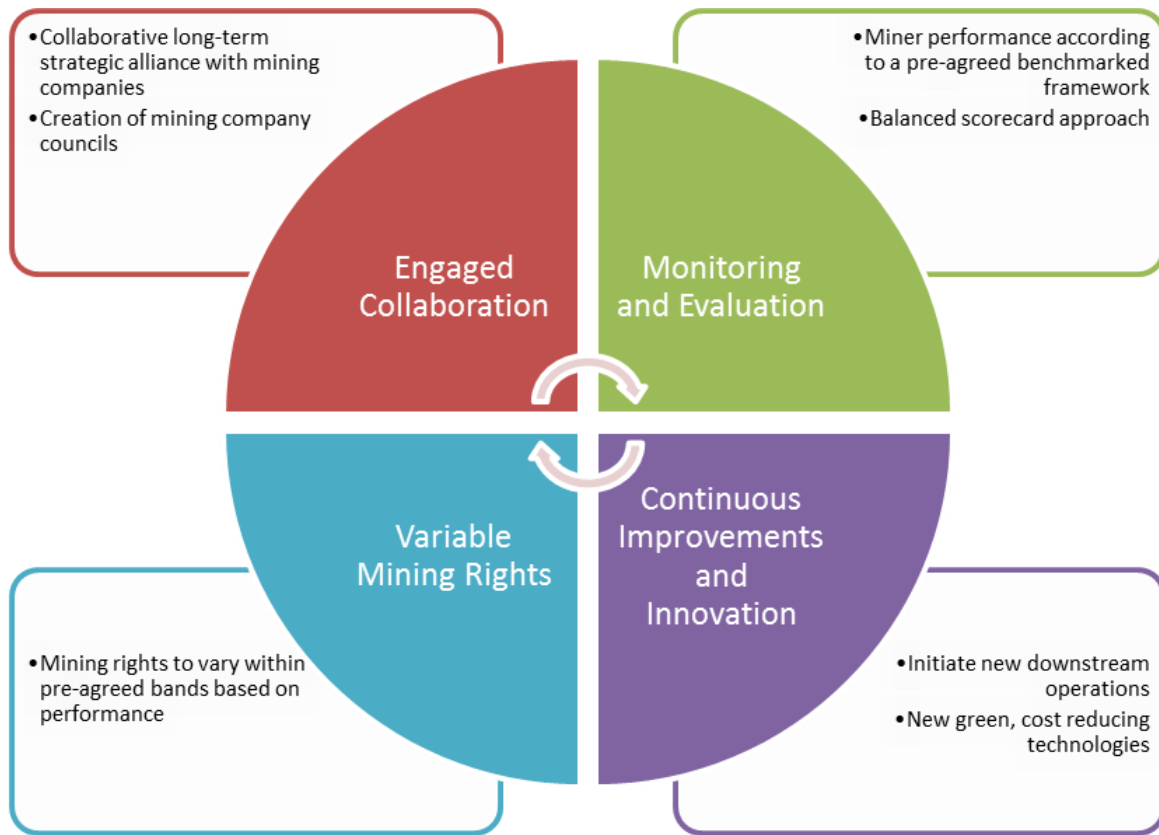 •Collaborative long-term
strategic alliance with mining
companies
•Creation of mining company
councils
•Miner performance according
to a pre-agreed benchmarked
framework
•Balanced scorecard approach
Engaged
Collaboration
Monitoring
and Evaluation
Variable
Mining Rights
Continuous
Improvements
and
Innovation
•Mining rights to vary within
pre-agreed bands based on
performance
•Initiate new downstream
operations
•New green, cost reducing
technologies